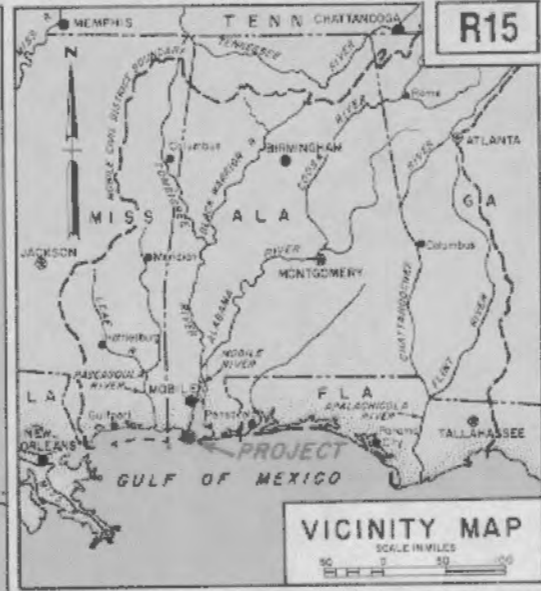 R15
TENN
CHATTANOOGA
MEMPHIS
MISS R
TENNESSEE
RIVER
N
MOBILE CIVIL DISTRICT BOUNDARY
Rome
RIVER
COOSA
Columbus
TOMBIGBEE
BLACK WARRIOR R
BIRMINGHAM
ATLANTA
RIVER
MISS
ALA
GA
JACKSON
Meridian
RIVER
MONTGOMERY
Columbus
ALABAMA
RIVER
CHATTAHOOCHEE
RIVER
FLINT
LEAF
Hattiesburg
MOBILE
RIVER
PASCAGOULA
RIVER
MOBILE
LA
FLA
Gulfport
APALACHICOLA
RIVER
Panama
City
TALLAHASSEE
NEW
ORLEANS
PROJECT
GULF OF MEXICO
VICINITY MAP
SCALE IN MILES
50 0 50 100